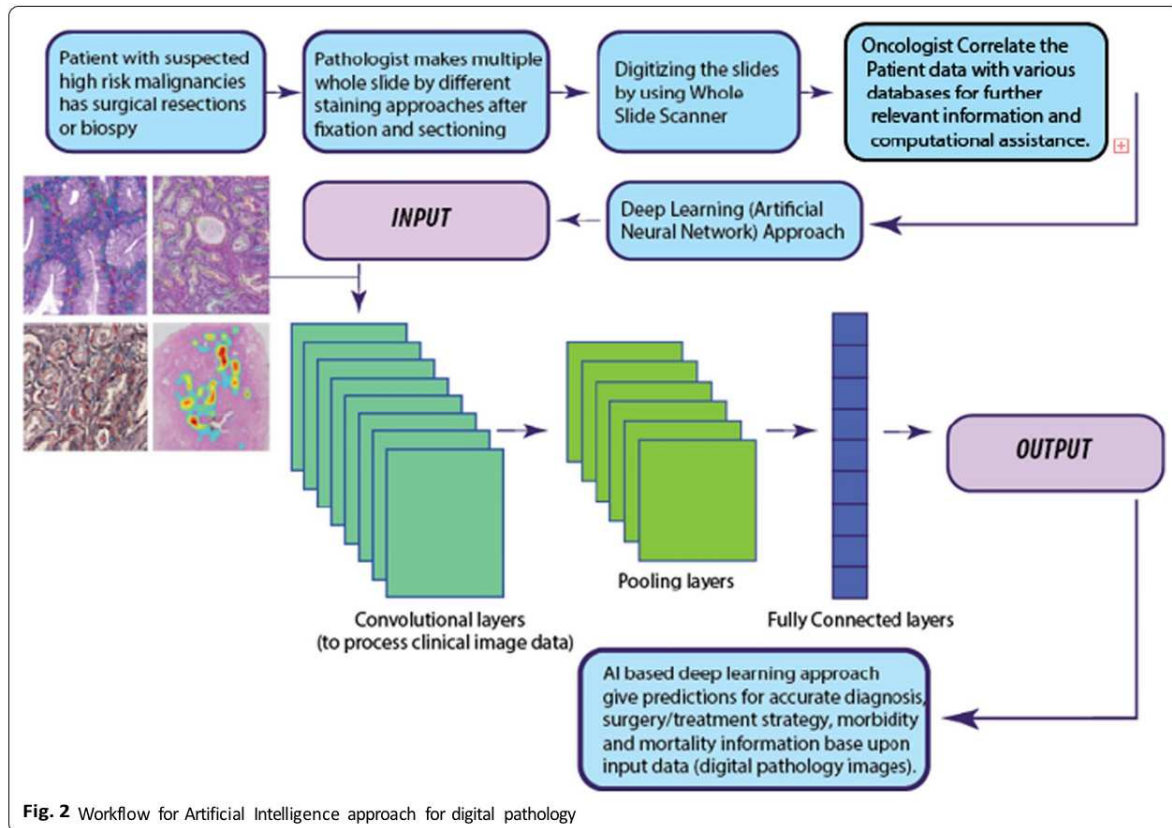 Patient with suspected
high risk malignancies
has surgical resections
or biospy
Pathologist makes multiple
whole slide by different
staining approaches after
fixation and sectioning
Digitizing the slides
by using Whole
Slide Scanner
Oncologist Correlate the
Patient data with various
databases for further
relevant information and
computational assistance.
INPUT
Deep Learning (Artificial
Neural Network) Approach
OUTPUT
Pooling layers
Convolutional layers
(to process clinical image data)
Fully Connected layers
AI based deep learning approach
give predictions for accurate diagnosis,
surgery/treatment strategy, morbidity
and mortality information base upon
input data (digital pathology images).
Fig. 2 Workflow for Artificial Intelligence approach for digital pathology